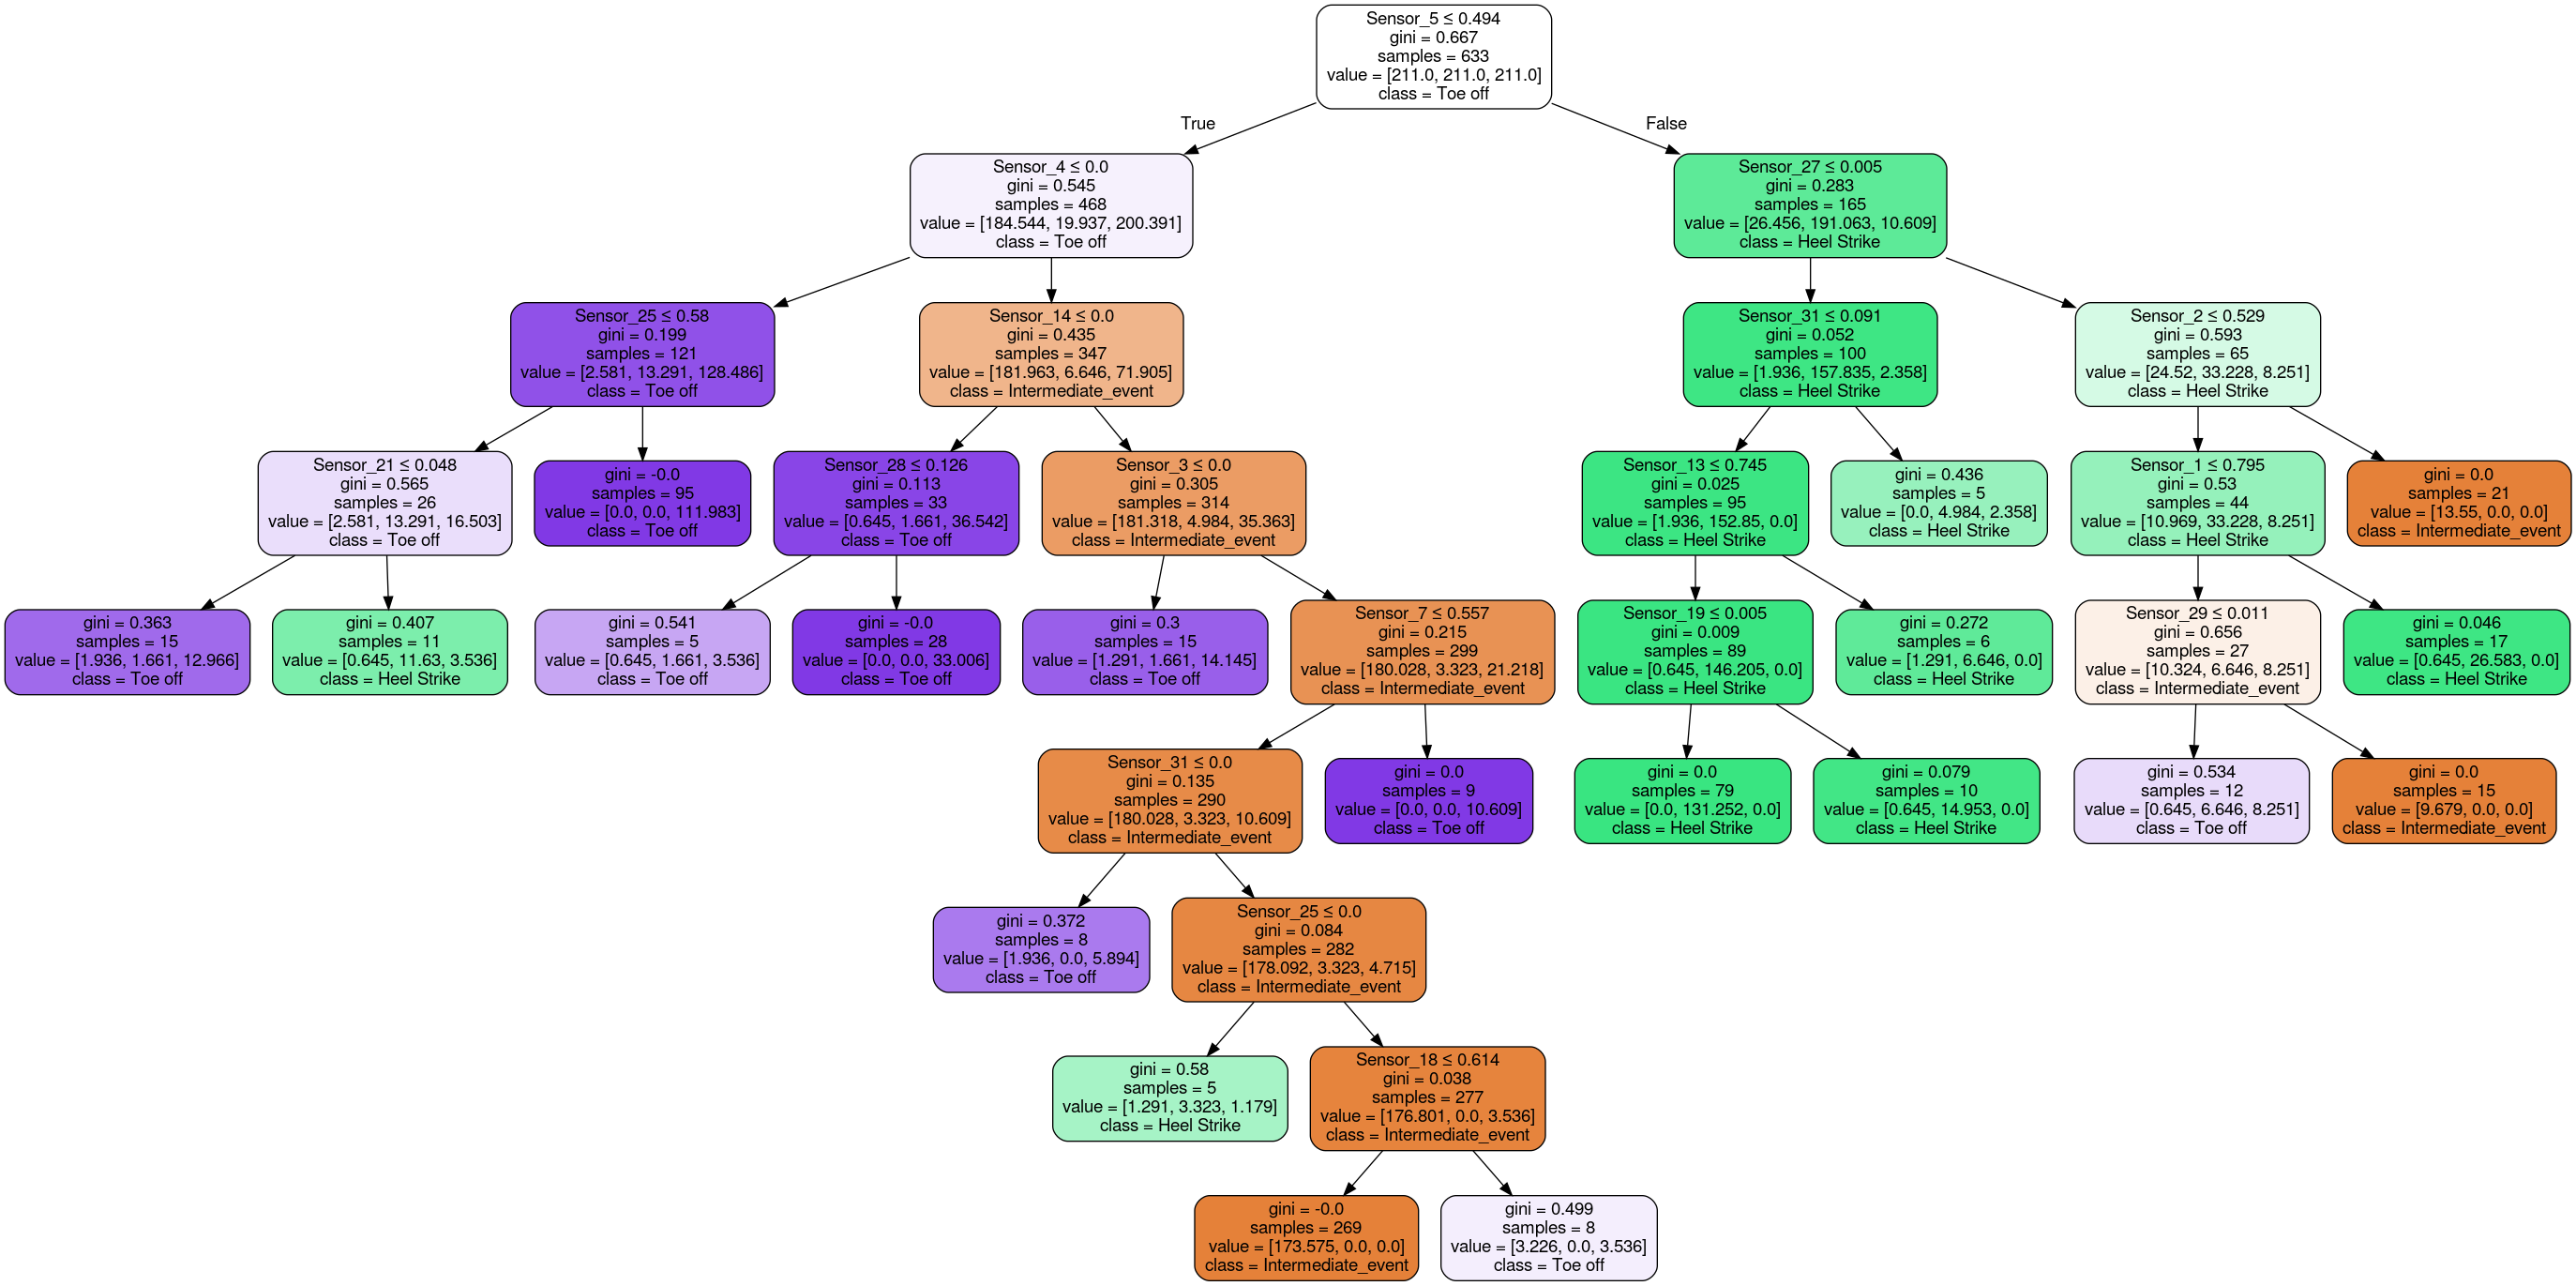 Sensor_5 ≤ 0.494
gini = 0.667
samples = 633
value = [211.0, 211.0, 211.0]
class = Toe off
True
False
Sensor_4 ≤ 0.0
gini = 0.545
samples = 468
value = [184.544, 19.937, 200.391]
class = Toe off
Sensor_27 ≤ 0.005
gini = 0.283
samples = 165
value = [26.456, 191.063, 10.609]
class = Heel Strike
Sensor_25 ≤ 0.58
gini = 0.199
samples = 121
value = [2.581, 13.291, 128.486]
class = Toe off
Sensor_14 ≤ 0.0
gini = 0.435
samples = 347
value = [181.963, 6.646, 71.905]
class = Intermediate_event
Sensor_31 ≤ 0.091
gini = 0.052
samples = 100
value = [1.936, 157.835, 2.358]
class = Heel Strike
Sensor_2 ≤ 0.529
gini = 0.593
samples = 65
value = [24.52, 33.228, 8.251]
class = Heel Strike
Sensor_21 ≤ 0.048
gini = 0.565
samples = 26
value = [2.581, 13.291, 16.503]
class = Toe off
gini = -0.0
samples = 95
value = [0.0, 0.0, 111.983]
class = Toe off
Sensor_28 ≤ 0.126
gini = 0.113
samples = 33
value = [0.645, 1.661, 36.542]
class = Toe off
Sensor_3 ≤ 0.0
gini = 0.305
samples = 314
value = [181.318, 4.984, 35.363]
class = Intermediate_event
Sensor_13 ≤ 0.745
gini = 0.025
samples = 95
value = [1.936, 152.85, 0.0]
class = Heel Strike
gini = 0.436
samples = 5
value = [0.0, 4.984, 2.358]
class = Heel Strike
Sensor_1 ≤ 0.795
gini = 0.53
samples = 44
value = [10.969, 33.228, 8.251]
class = Heel Strike
gini = 0.0
samples = 21
value = [13.55, 0.0, 0.0]
class = Intermediate_event
gini = 0.363
samples = 15
value = [1.936, 1.661, 12.966]
class = Toe off
gini = 0.407
samples = 11
value = [0.645, 11.63, 3.536]
class = Heel Strike
gini = 0.541
samples = 5
value = [0.645, 1.661, 3.536]
class = Toe off
gini = -0.0
samples = 28
value = [0.0, 0.0, 33.006]
class = Toe off
gini = 0.3
samples = 15
value = [1.291, 1.661, 14.145]
class = Toe off
Sensor_7 ≤ 0.557
gini = 0.215
samples = 299
value = [180.028, 3.323, 21.218]
class = Intermediate_event
Sensor_19 ≤ 0.005
gini = 0.009
samples = 89
value = [0.645, 146.205, 0.0]
class = Heel Strike
gini = 0.272
samples = 6
value = [1.291, 6.646, 0.0]
class = Heel Strike
Sensor_29 ≤ 0.011
gini = 0.656
samples = 27
value = [10.324, 6.646, 8.251]
class = Intermediate_event
gini = 0.046
samples = 17
value = [0.645, 26.583, 0.0]
class = Heel Strike
Sensor_31 ≤ 0.0
gini = 0.135
samples = 290
value = [180.028, 3.323, 10.609]
class = Intermediate_event
gini = 0.0
samples = 9
value = [0.0, 0.0, 10.609]
class = Toe off
gini = 0.0
samples = 79
value = [0.0, 131.252, 0.0]
class = Heel Strike
gini = 0.079
samples = 10
value = [0.645, 14.953, 0.0]
class = Heel Strike
gini = 0.534
samples = 12
value = [0.645, 6.646, 8.251]
class = Toe off
gini = 0.0
samples = 15
value = [9.679, 0.0, 0.0]
class = Intermediate_event
gini = 0.372
samples = 8
value = [1.936, 0.0, 5.894]
class = Toe off
Sensor_25 ≤ 0.0
gini = 0.084
samples = 282
value = [178.092, 3.323, 4.715]
class = Intermediate_event
gini = 0.58
samples = 5
value = [1.291, 3.323, 1.179]
class = Heel Strike
Sensor_18 ≤ 0.614
gini = 0.038
samples = 277
value = [176.801, 0.0, 3.536]
class = Intermediate_event
gini = -0.0
samples = 269
value = [173.575, 0.0, 0.0]
class = Intermediate_event
gini = 0.499
samples = 8
value = [3.226, 0.0, 3.536]
class = Toe off